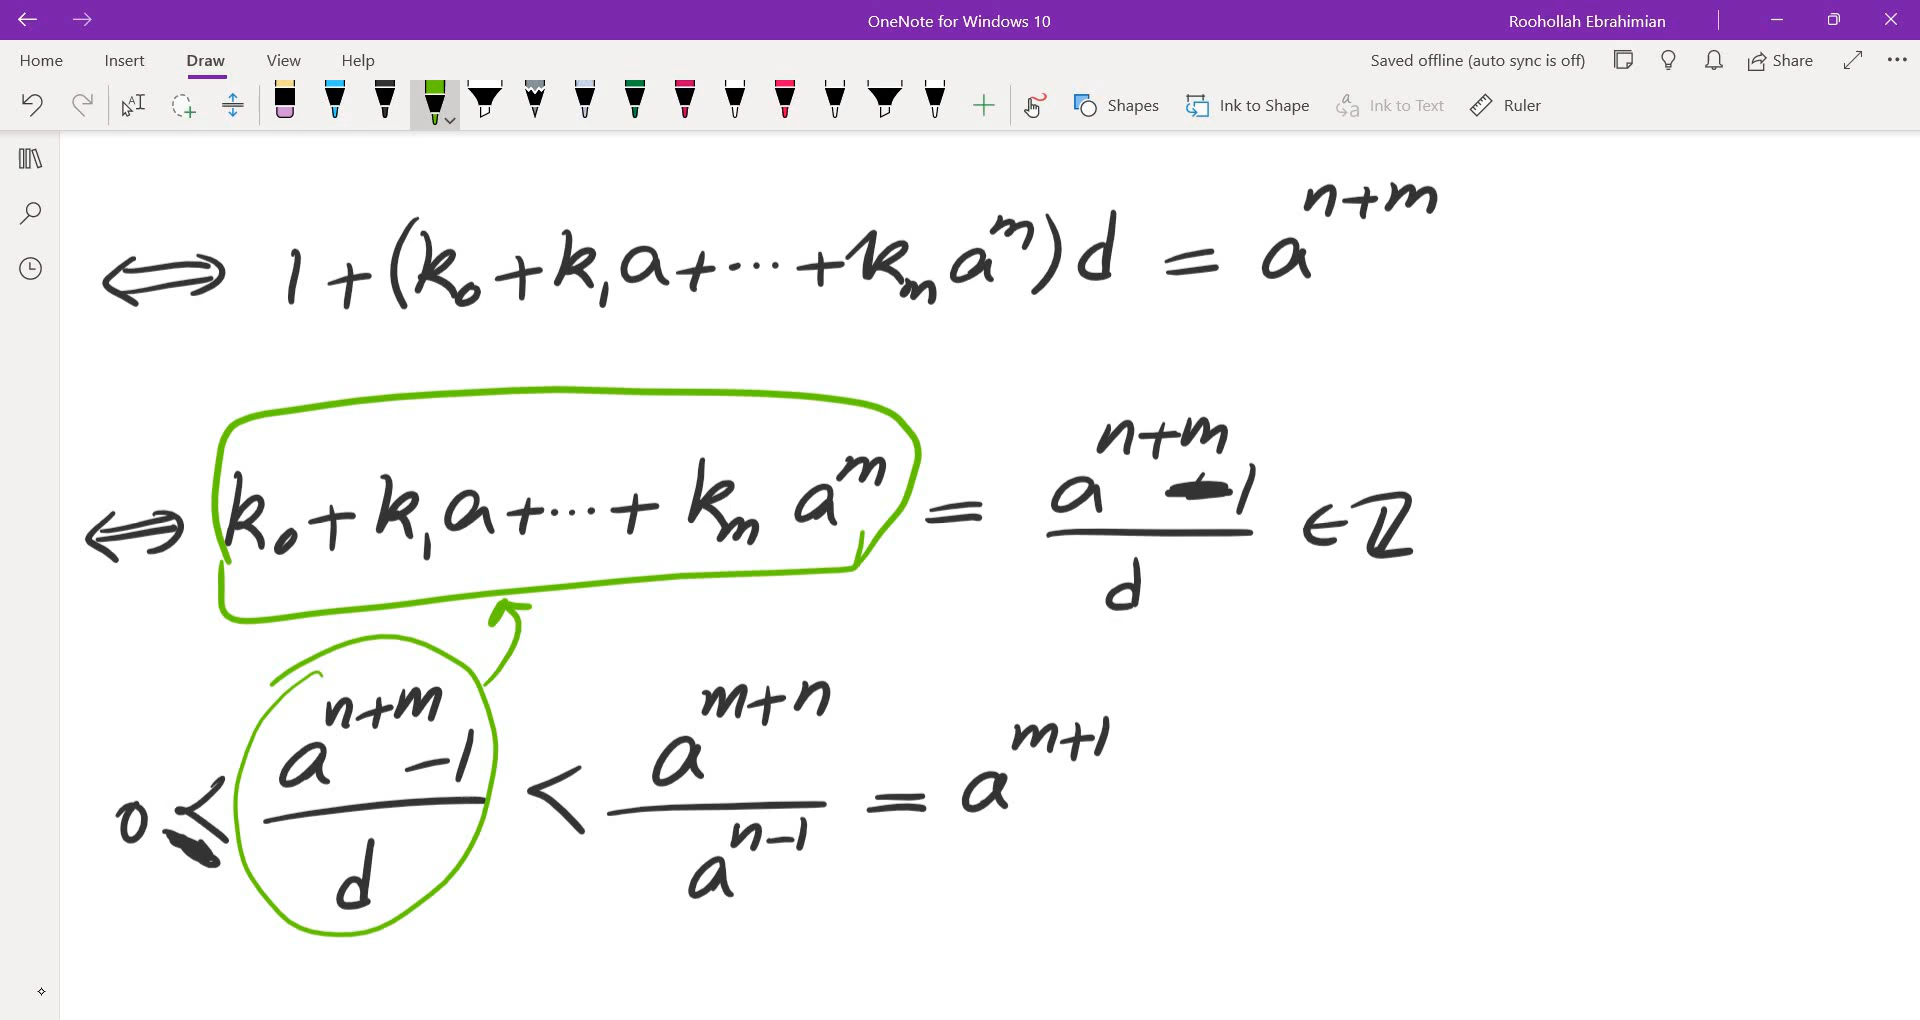 OneNote for Windows 10 Roohollah Ebrahimian
Home Insert Draw View Help Saved offline (auto sync is off) Share
Shapes Ink to Shape Ink to Text Ruler
⟺ 1 + (k₀ + k₁a + ⋯ + kₘaᵐ)d = aⁿ⁺ᵐ
⟺ k₀ + k₁a + ⋯ + kₘ aᵐ = (aⁿ⁺ᵐ - 1)/d ∈ ℤ
0 ≤ (aⁿ⁺ᵐ - 1)/d < aᵐ⁺ⁿ/aⁿ⁻¹ = aᵐ⁺¹